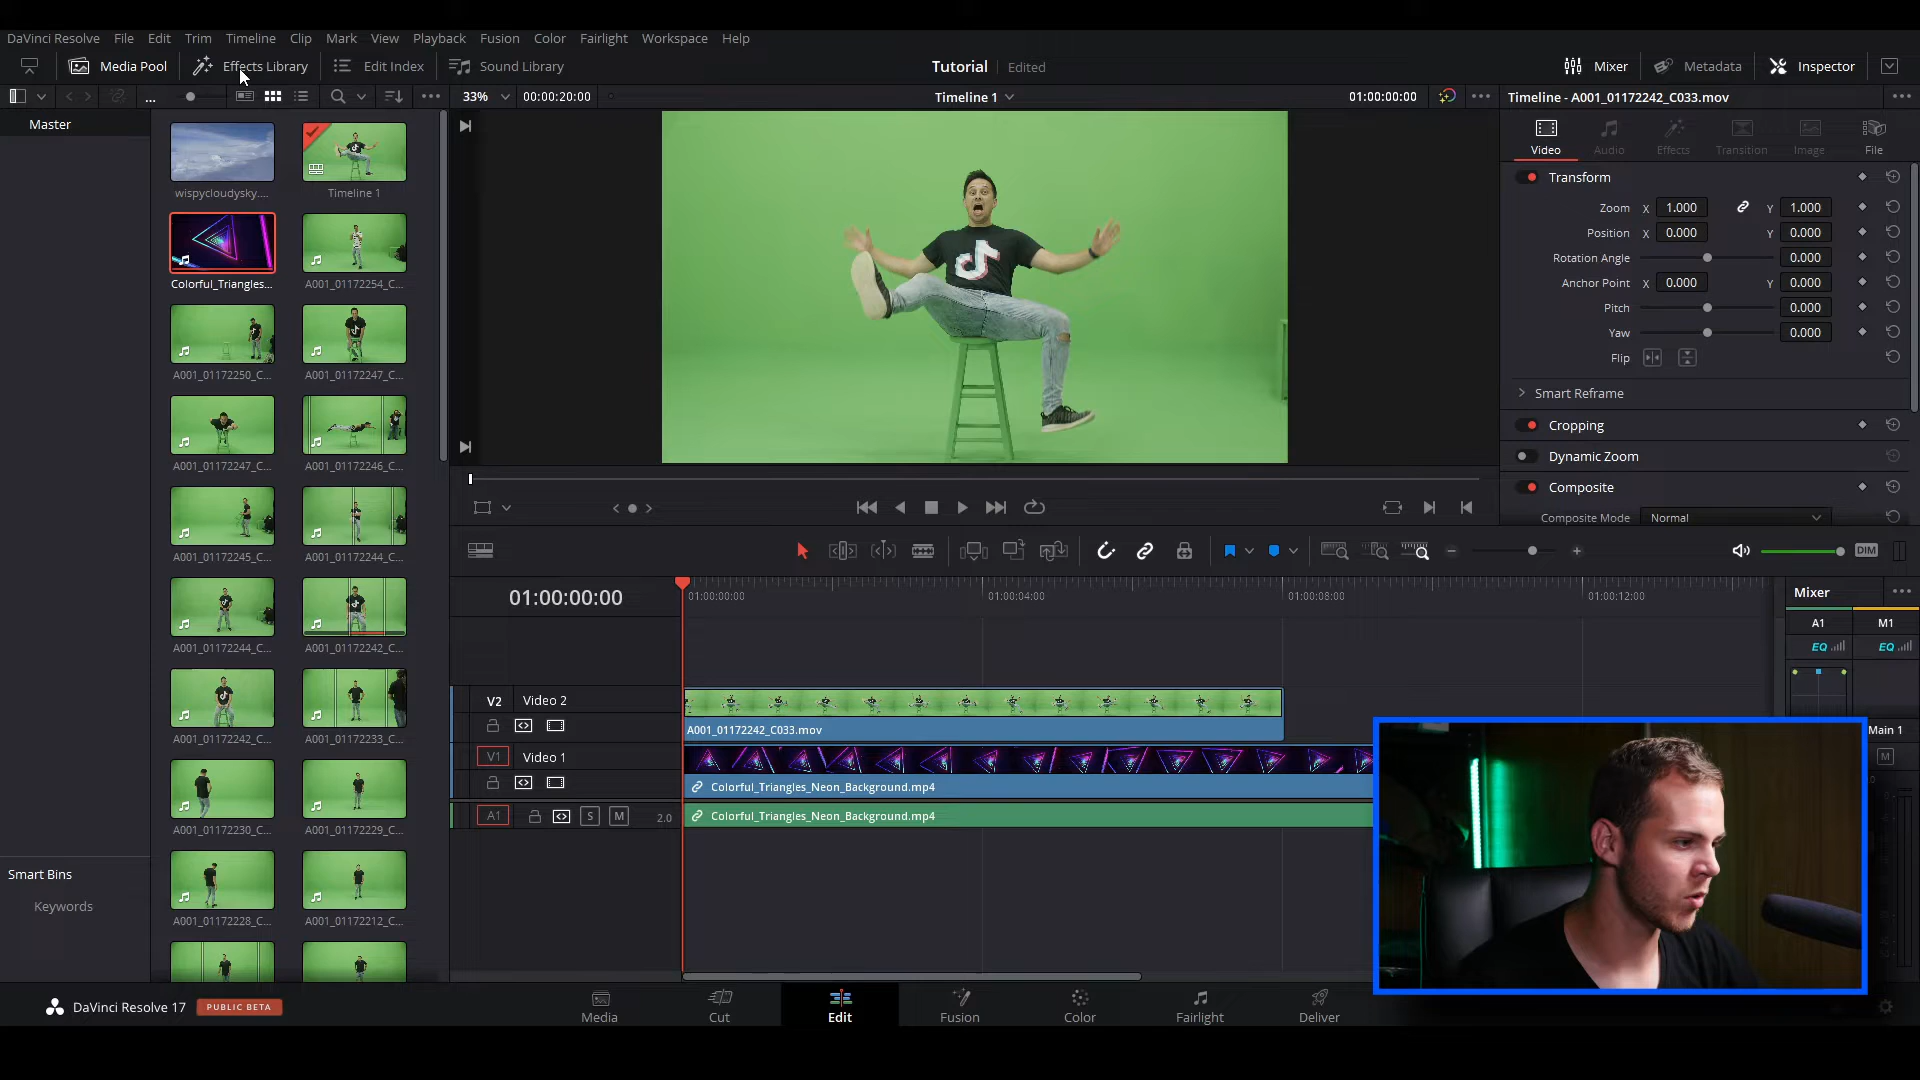 DaVinci Resolve File Edit Trim Timeline Clip Mark View Playback Fusion Color Fairlight Workspace Help
Media Pool Effects Library Edit Index Sound Library Tutorial Edited Mixer Metadata Inspector
... 33% 00:00:20:00 Timeline 1 01:00:00:00 Timeline - A001_01172242_C033.mov
Master
wispycloudysky.... Timeline 1
Colorful_Triangles... A001_01172254_C...
A001_01172250_C... A001_01172247_C...
A001_01172247_C... A001_01172246_C...
A001_01172245_C... A001_01172244_C...
A001_01172244_C... A001_01172242_C...
A001_01172242_C... A001_01172233_C...
A001_01172230_C... A001_01172229_C...
A001_01172228_C... A001_01172212_C...
Smart Bins
Keywords
Video Audio Effects Transition Image File
Transform
Zoom X 1.000 Y 1.000
Position X 0.000 Y 0.000
Rotation Angle 0.000
Anchor Point X 0.000 Y 0.000
Pitch 0.000
Yaw 0.000
Flip
Smart Reframe
Cropping
Dynamic Zoom
Composite
Composite Mode Normal
DIM
01:00:00:00 01:00:00:00 01:00:04:00 01:00:08:00 01:00:12:00
Mixer
A1 M1
EQ EQ
V2 Video 2
A001_01172242_C033.mov
V1 Video 1
Colorful_Triangles_Neon_Background.mp4
A1 S M 2.0 Colorful_Triangles_Neon_Background.mp4
Main 1
M
DaVinci Resolve 17 PUBLIC BETA
Media Cut Edit Fusion Color Fairlight Deliver